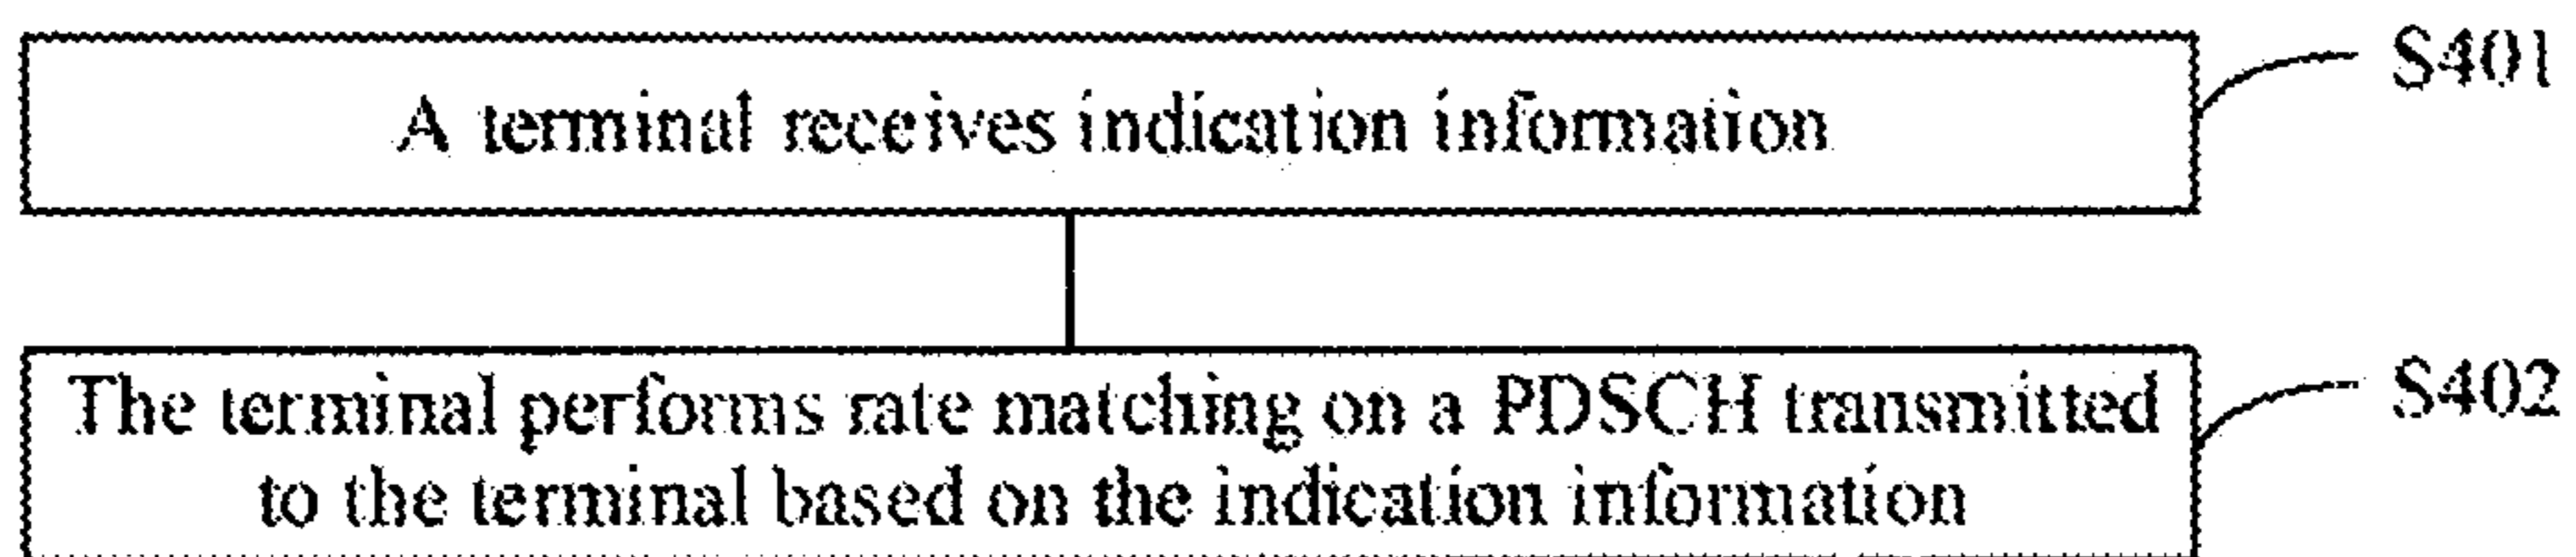 A terminal receives indication information
S401
The terminal performs rate matching on a PDSCH transmitted
to the terminal based on the indication information
S402